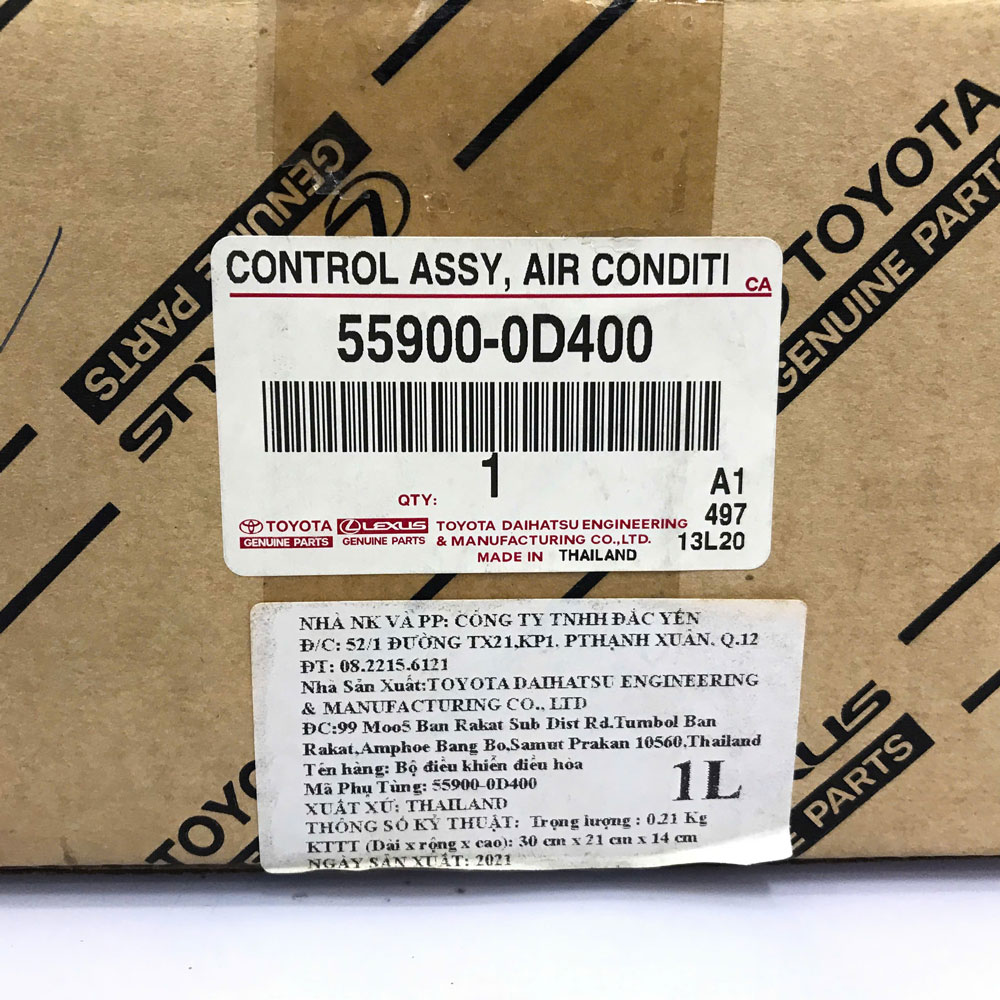 TOYOTA
GENUINE PARTS
GENUINE
PARTS
LEXUS
CONTROL ASSY, AIR CONDITI CA
55900-0D400
1
QTY:
A1
497
13L20
TOYOTA
GENUINE PARTS
LEXUS
GENUINE PARTS
TOYOTA DAIHATSU ENGINEERING
& MANUFACTURING CO.,LTD.
MADE IN THAILAND
NHÀ NK VÀ PP: CÔNG TY TNHH ĐẮC YẾN
Đ/C: 52/1 ĐƯỜNG TX21,KP1. PTHẠNH XUÂN. Q.12
ĐT: 08.2215.6121
Nhà Sản Xuất:TOYOTA DAIHATSU ENGINEERING
& MANUFACTURING CO., LTD
ĐC:99 Moo5 Ban Rakat Sub Dist Rd.Tumbol Ban
Rakat,Amphoe Bang Bo,Samut Prakan 10560,Thailand
Tên hàng: Bộ điều khiển điều hòa
Mã Phụ Tùng: 55900-0D400
1L
XUẤT XỨ: THAILAND
THÔNG SỐ KỸ THUẬT: Trọng lượng : 0.21 Kg
KTTT (Dài x rộng x cao): 30 cm x 21 cm x 14 cm
NGÀY SẢN XUẤT: 2021
TOYO
LEXUS
PARTS